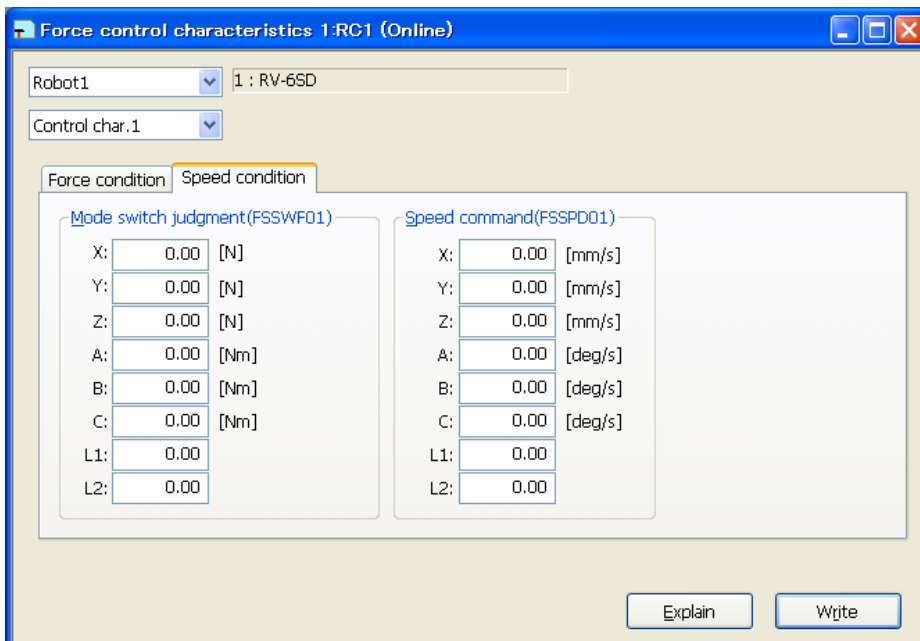 Force control characteristics 1:RC1 (Online)
Robot1 1 : RV-6SD
Control char.1
Force condition Speed condition
Mode switch judgment(FSSWF01) Speed command(FSSPD01)
X: 0.00 [N] X: 0.00 [mm/s]
Y: 0.00 [N] Y: 0.00 [mm/s]
Z: 0.00 [N] Z: 0.00 [mm/s]
A: 0.00 [Nm] A: 0.00 [deg/s]
B: 0.00 [Nm] B: 0.00 [deg/s]
C: 0.00 [Nm] C: 0.00 [deg/s]
L1: 0.00 L1: 0.00
L2: 0.00 L2: 0.00
Explain Write